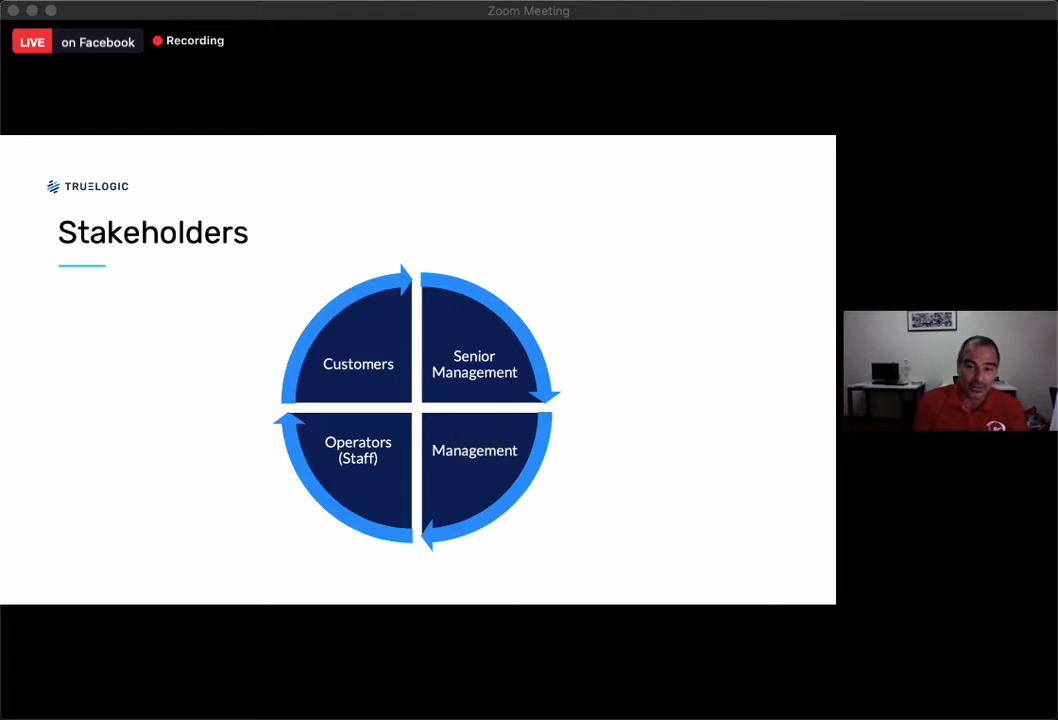 Zoom Meeting
LIVE on Facebook Recording
TRUELOGIC
Stakeholders
Customers
Senior
Management
Operators
(Staff)
Management